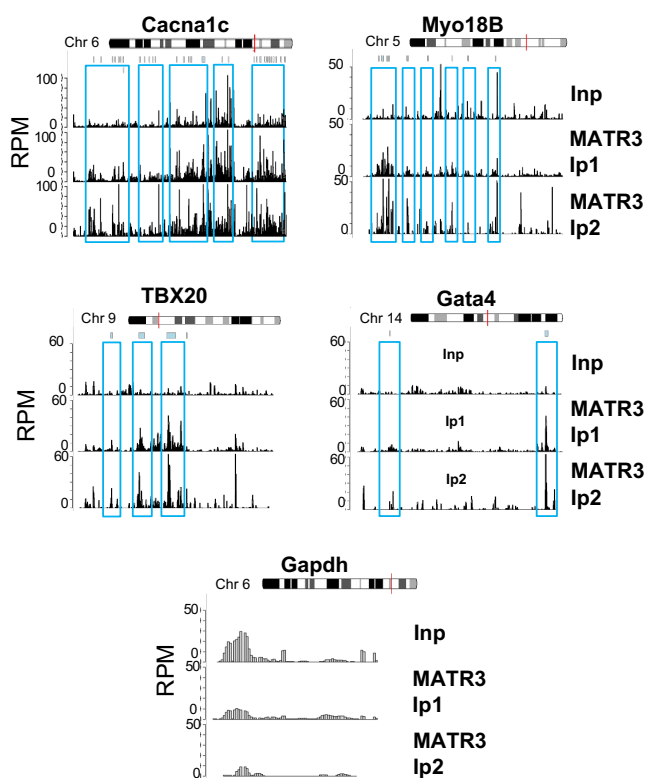 Cacna1c
Myo18B
Chr 6
Chr 5
RPM
100
0
100
0
100
0
50
0
50
0
50
0
Inp
MATR3
Ip1
MATR3
Ip2
TBX20
Gata4
Chr 9
Chr 14
RPM
60
0
60
0
60
0
60
0
60
0
60
0
Inp
Ip1
Ip2
Inp
MATR3
Ip1
MATR3
Ip2
Gapdh
Chr 6
RPM
50
0
50
0
50
0
Inp
MATR3
Ip1
MATR3
Ip2